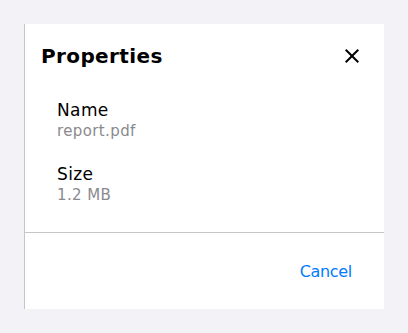 Properties
Name
report.pdf
Size
1.2 MB
Cancel